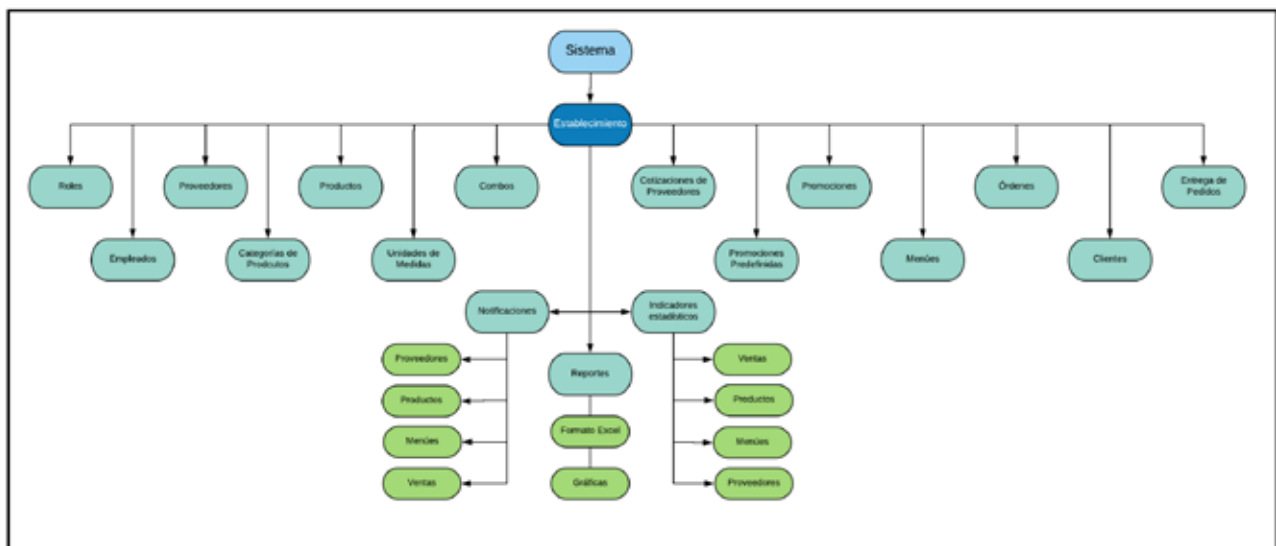 Sistema
Establecimiento
Roles
Proveedores
Productos
Combos
Cotizaciones de
Proveedores
Promociones
Órdenes
Entrega de
Pedidos
Empleados
Categorías de
Prodcutos
Unidades de
Medidas
Promociones
Predefinidas
Menúes
Clientes
Notificaciones
Indicadores
estadísticos
Proveedores
Productos
Menúes
Ventas
Reportes
Formato Excel
Gráficas
Ventas
Productos
Menúes
Proveedores